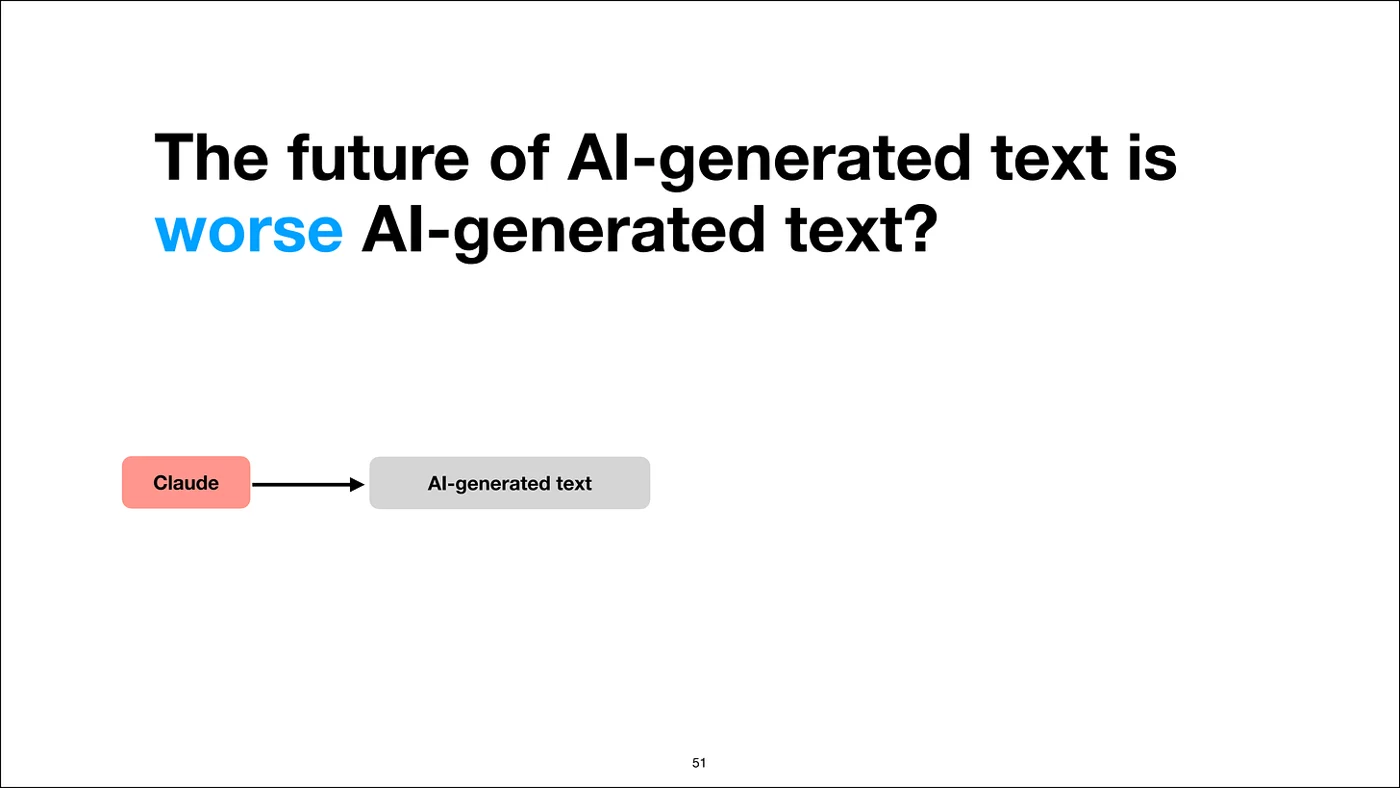 The future of AI-generated text is
worse AI-generated text?
Claude
AI-generated text
51